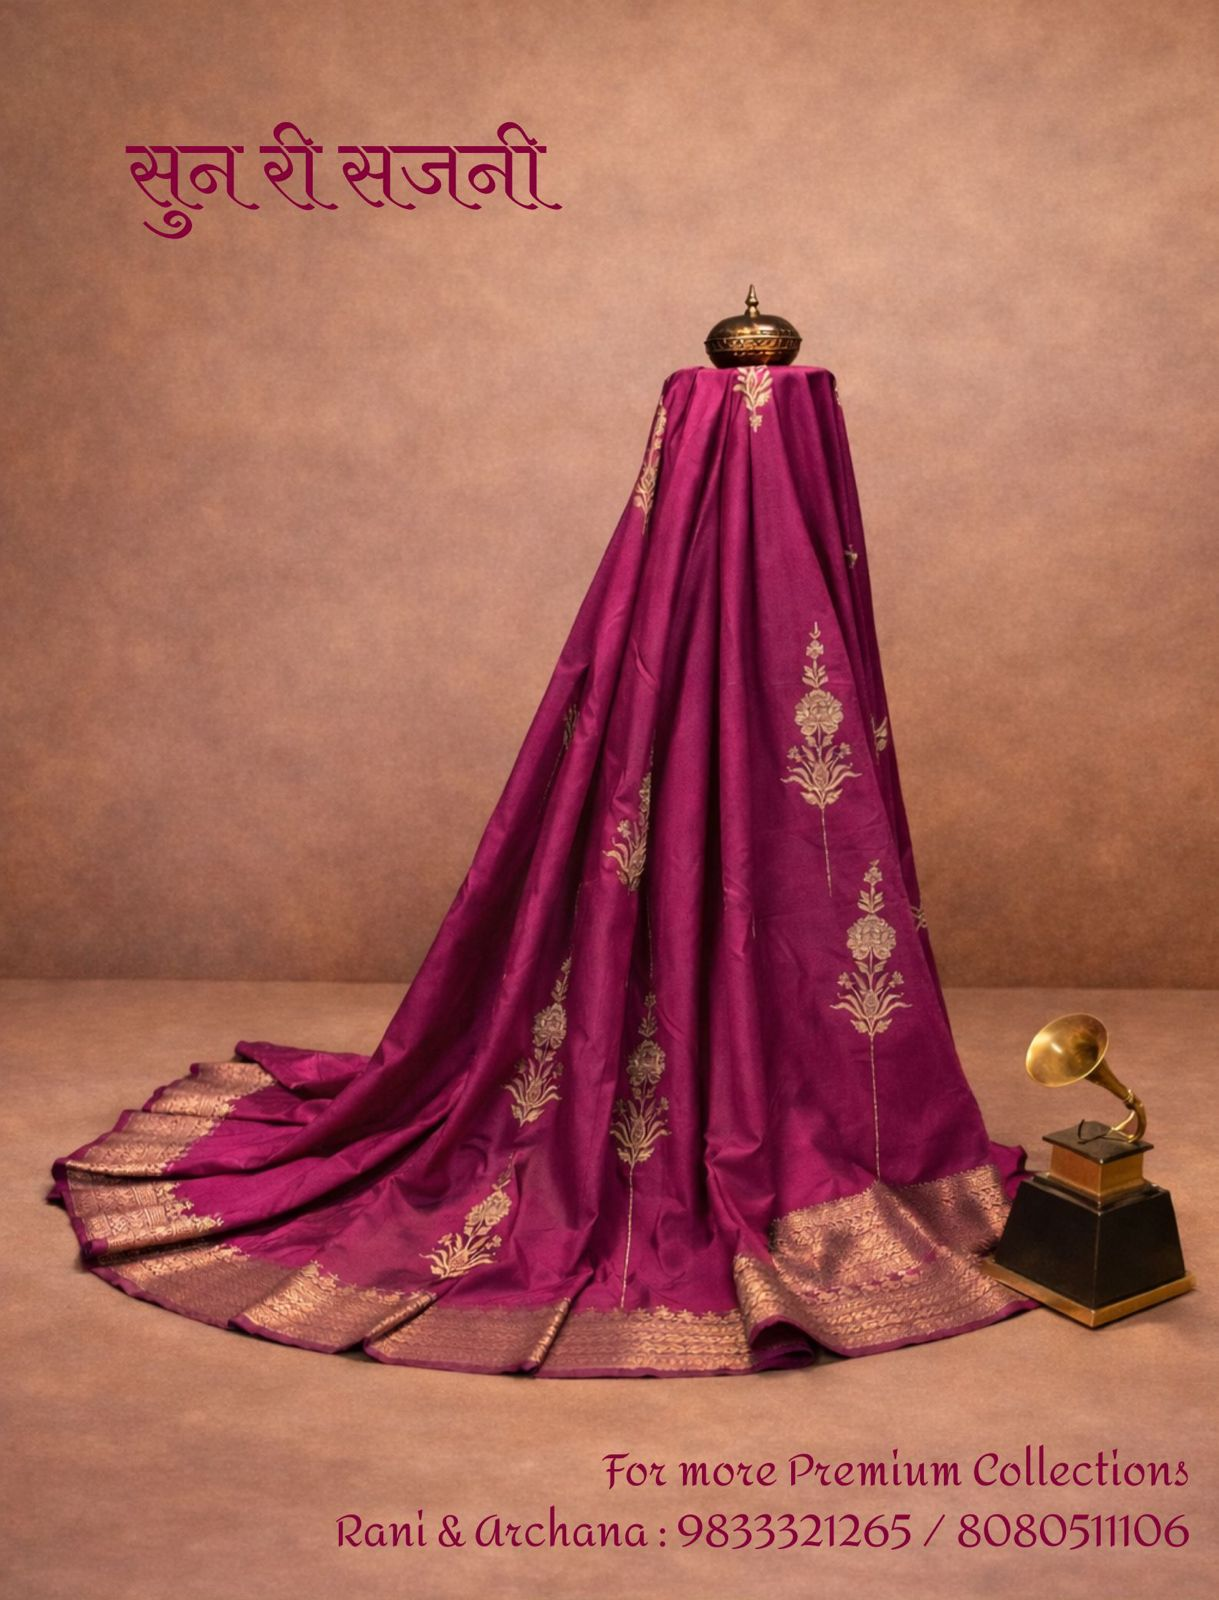 सुन री सजनी
For more Premium Collections
Rani & Archana : 9833321265 / 8080511106